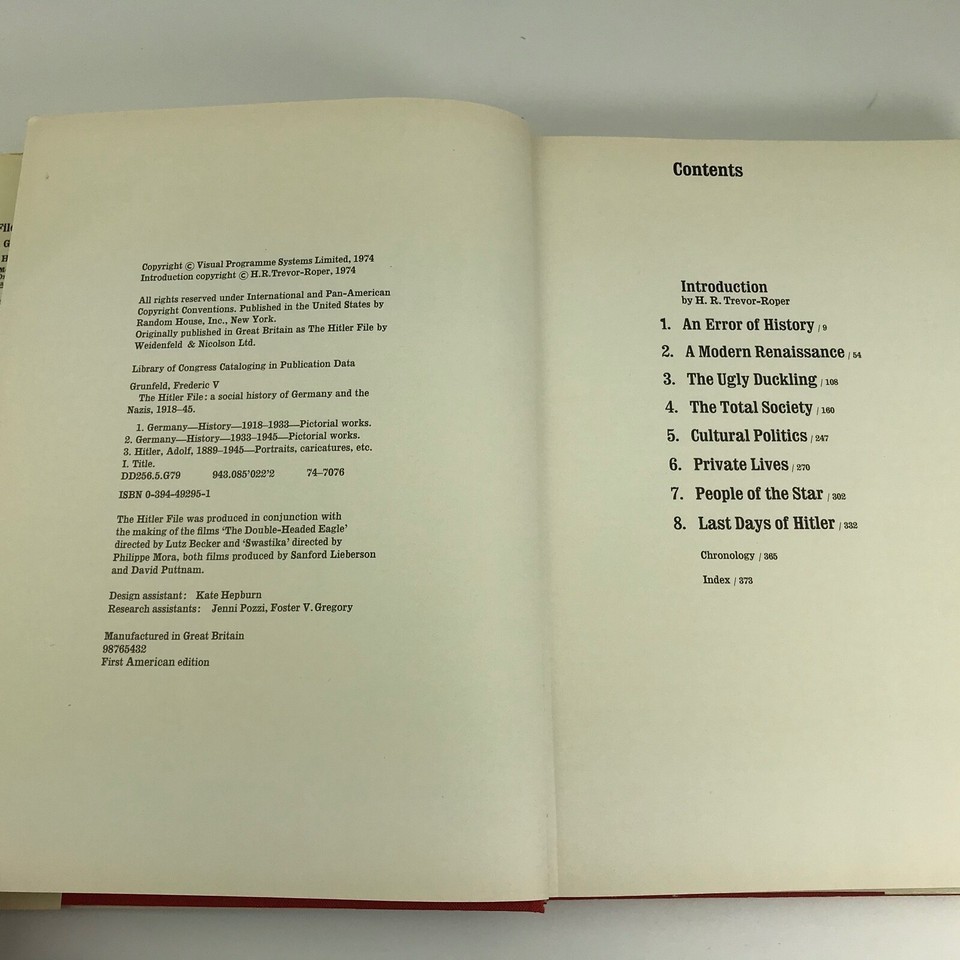 Copyright © Visual Programme Systems Limited, 1974
Introduction copyright © H.R.Trevor-Roper, 1974
All rights reserved under International and Pan-American
Copyright Conventions. Published in the United States by
Random House, Inc., New York.
Originally published in Great Britain as The Hitler File by
Weidenfeld & Nicolson Ltd.
Library of Congress Cataloging in Publication Data
Grunfeld, Frederic V
The Hitler File: a social history of Germany and the
Nazis, 1918–45.
1. Germany—History—1918–1933—Pictorial works.
2. Germany—History—1933–1945—Pictorial works.
3. Hitler, Adolf, 1889–1945—Portraits, caricatures, etc.
I. Title.
DD256.5.G79 943.085'022'2 74–7076
ISBN 0-394-49295-1
The Hitler File was produced in conjunction with
the making of the films 'The Double-Headed Eagle'
directed by Lutz Becker and 'Swastika' directed by
Philippe Mora, both films produced by Sanford Lieberson
and David Puttnam.
Design assistant: Kate Hepburn
Research assistants: Jenni Pozzi, Foster V. Gregory
Manufactured in Great Britain
98765432
First American edition
Contents
Introduction
by H. R. Trevor-Roper
1. An Error of History / 9
2. A Modern Renaissance / 54
3. The Ugly Duckling / 108
4. The Total Society / 160
5. Cultural Politics / 247
6. Private Lives / 270
7. People of the Star / 302
8. Last Days of Hitler / 332
Chronology / 365
Index / 373